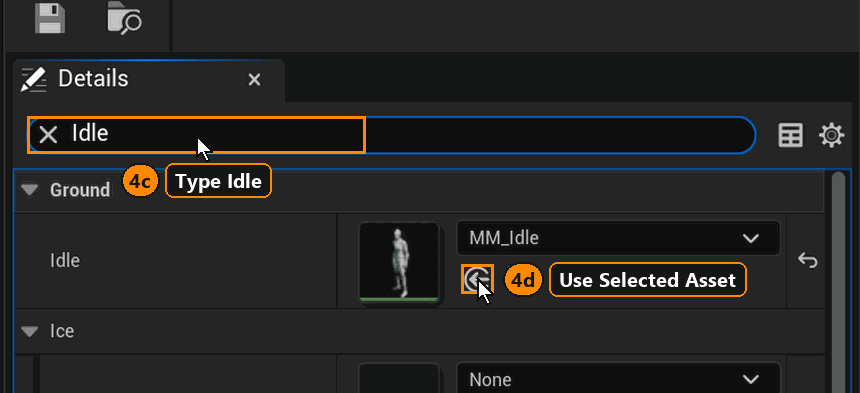 Details
Idle
4c Type Idle
Ground
Idle
MM_Idle
4d Use Selected Asset
Ice
None